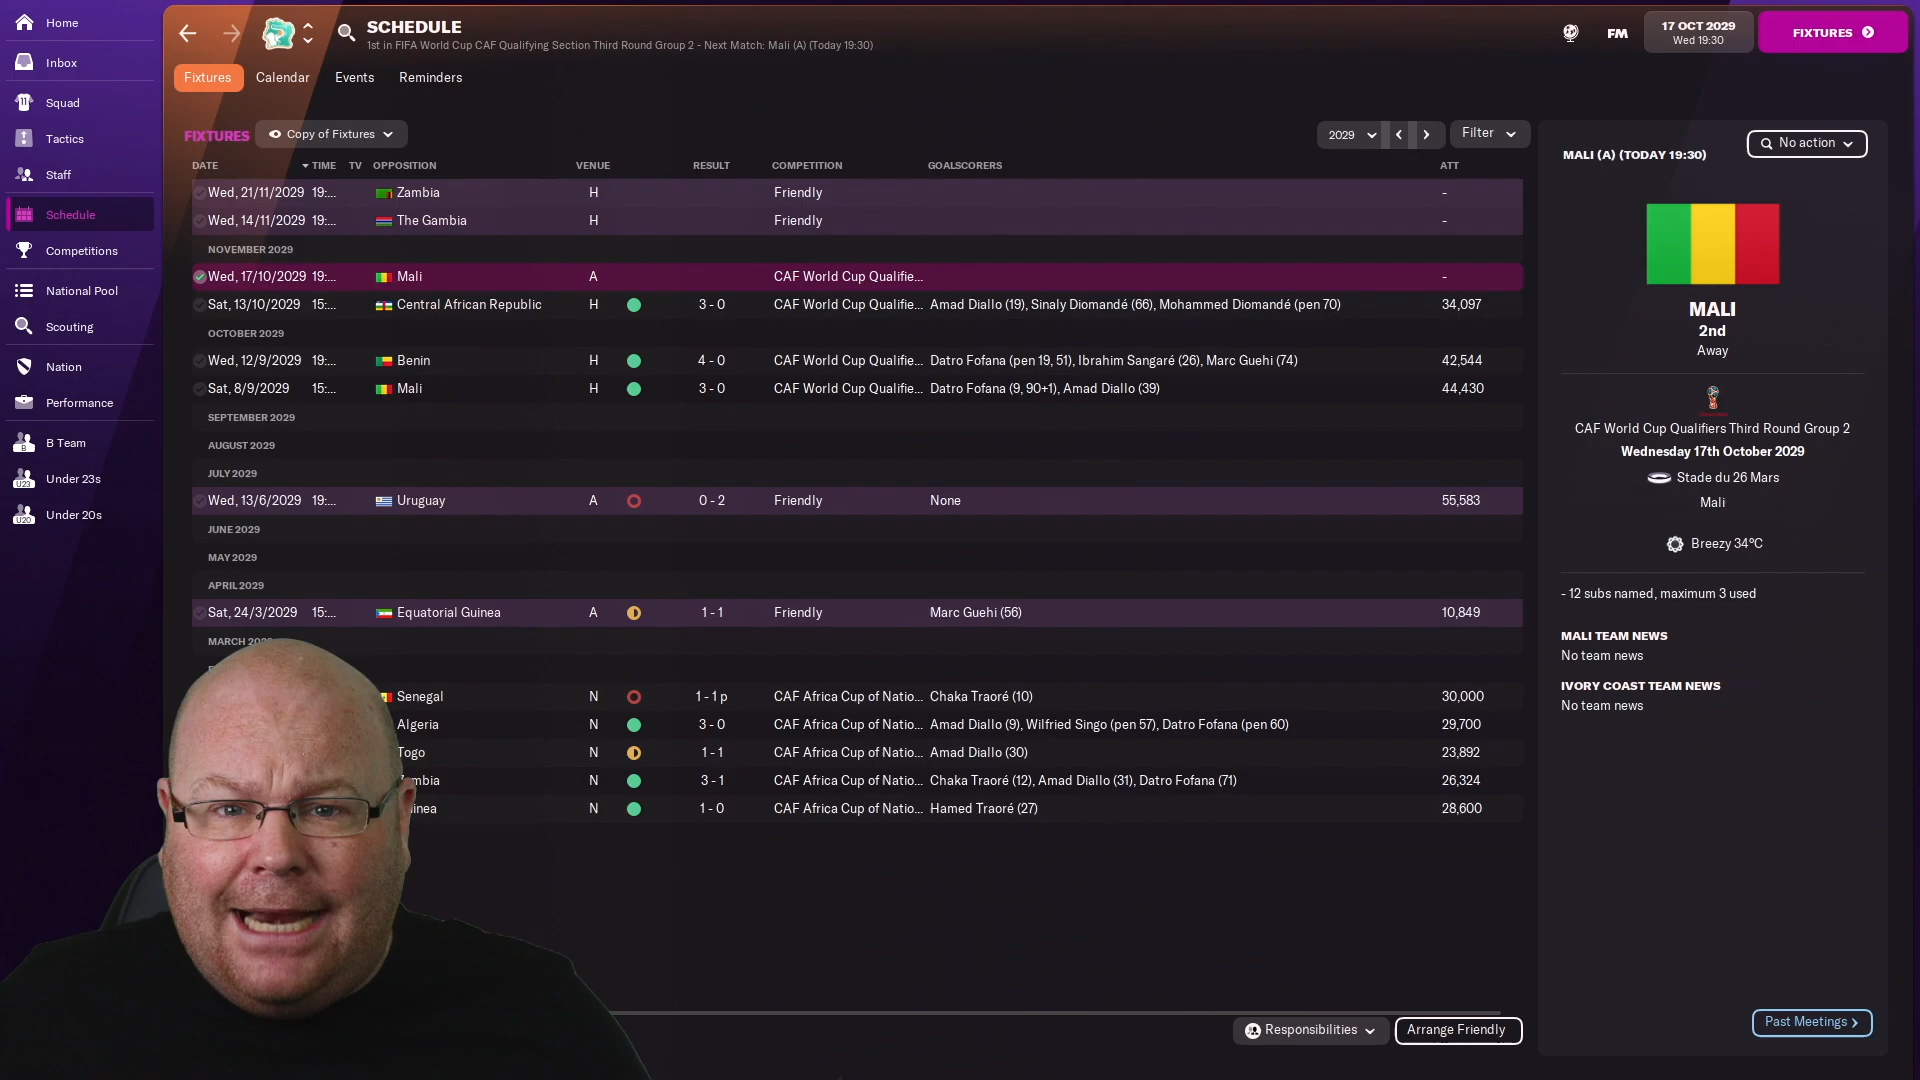 Home
Inbox
Squad
Tactics
Staff
Schedule
Competitions
National Pool
Scouting
Nation
Performance
B Team
Under 23s
Under 20s
SCHEDULE
1st in FIFA World Cup CAF Qualifying Section Third Round Group 2 - Next Match: Mali (A) (Today 19:30)
FM
17 OCT 2029
Wed 19:30
FIXTURES
Fixtures Calendar Events Reminders
FIXTURES Copy of Fixtures 2029 Filter
DATE TIME TV OPPOSITION VENUE RESULT COMPETITION GOALSCORERS ATT
Wed, 21/11/2029 19:... Zambia H Friendly -
Wed, 14/11/2029 19:... The Gambia H Friendly -
NOVEMBER 2029
Wed, 17/10/2029 19:... Mali A CAF World Cup Qualifie... -
Sat, 13/10/2029 15:... Central African Republic H 3 - 0 CAF World Cup Qualifie... Amad Diallo (19), Sinaly Diomandé (66), Mohammed Diomandé (pen 70) 34,097
OCTOBER 2029
Wed, 12/9/2029 19:... Benin H 4 - 0 CAF World Cup Qualifie... Datro Fofana (pen 19, 51), Ibrahim Sangaré (26), Marc Guehi (74) 42,544
Sat, 8/9/2029 15:... Mali H 3 - 0 CAF World Cup Qualifie... Datro Fofana (9, 90+1), Amad Diallo (39) 44,430
SEPTEMBER 2029
AUGUST 2029
JULY 2029
Wed, 13/6/2029 19:... Uruguay A 0 - 2 Friendly None 55,583
JUNE 2029
MAY 2029
APRIL 2029
Sat, 24/3/2029 15:... Equatorial Guinea A 1 - 1 Friendly Marc Guehi (56) 10,849
MARCH 2029
Senegal N 1 - 1 p CAF Africa Cup of Natio... Chaka Traoré (10) 30,000
Algeria N 3 - 0 CAF Africa Cup of Natio... Amad Diallo (9), Wilfried Singo (pen 57), Datro Fofana (pen 60) 29,700
Togo N 1 - 1 CAF Africa Cup of Natio... Amad Diallo (30) 23,892
mbia N 3 - 1 CAF Africa Cup of Natio... Chaka Traoré (12), Amad Diallo (31), Datro Fofana (71) 26,324
inea N 1 - 0 CAF Africa Cup of Natio... Hamed Traoré (27) 28,600
Responsibilities Arrange Friendly
MALI (A) (TODAY 19:30) No action
MALI
2nd
Away
CAF World Cup Qualifiers Third Round Group 2
Wednesday 17th October 2029
Stade du 26 Mars
Mali
Breezy 34°C
- 12 subs named, maximum 3 used
MALI TEAM NEWS
No team news
IVORY COAST TEAM NEWS
No team news
Past Meetings